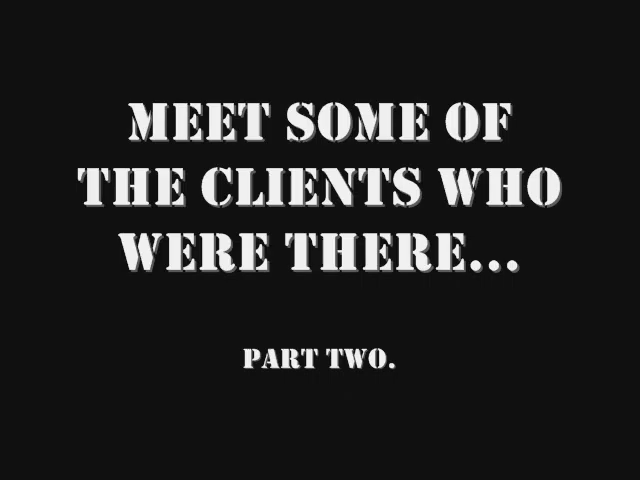 MEET SOME OF
THE CLIENTS WHO
WERE THERE...
PART TWO.